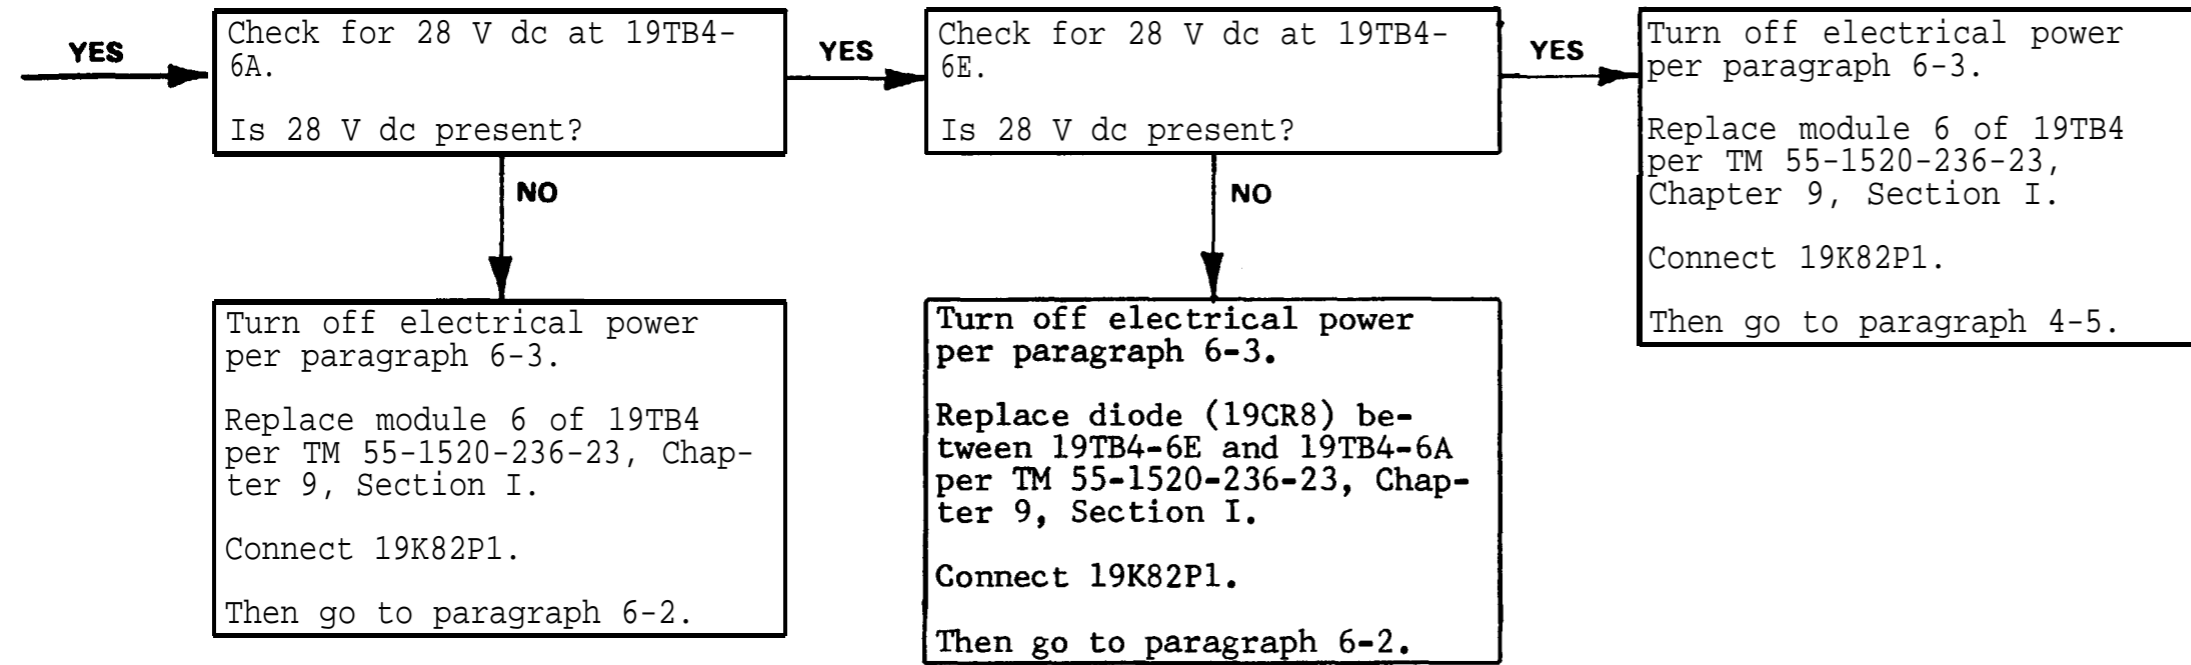 YES
Check for 28 V dc at 19TB4-
6A.
Is 28 V dc present?
YES
Check for 28 V dc at 19TB4-
6E.
Is 28 V dc present?
YES
Turn off electrical power
per paragraph 6-3.
Replace module 6 of 19TB4
per TM 55-1520-236-23,
Chapter 9, Section I.
Connect 19K82P1.
Then go to paragraph 4-5.
NO
Turn off electrical power
per paragraph 6-3.
Replace module 6 of 19TB4
per TM 55-1520-236-23, Chap-
ter 9, Section I.
Connect 19K82P1.
Then go to paragraph 6-2.
NO
Turn off electrical power
per paragraph 6-3.
Replace diode (19CR8) be-
tween 19TB4-6E and 19TB4-6A
per TM 55-1520-236-23, Chap-
ter 9, Section I.
Connect 19K82P1.
Then go to paragraph 6-2.